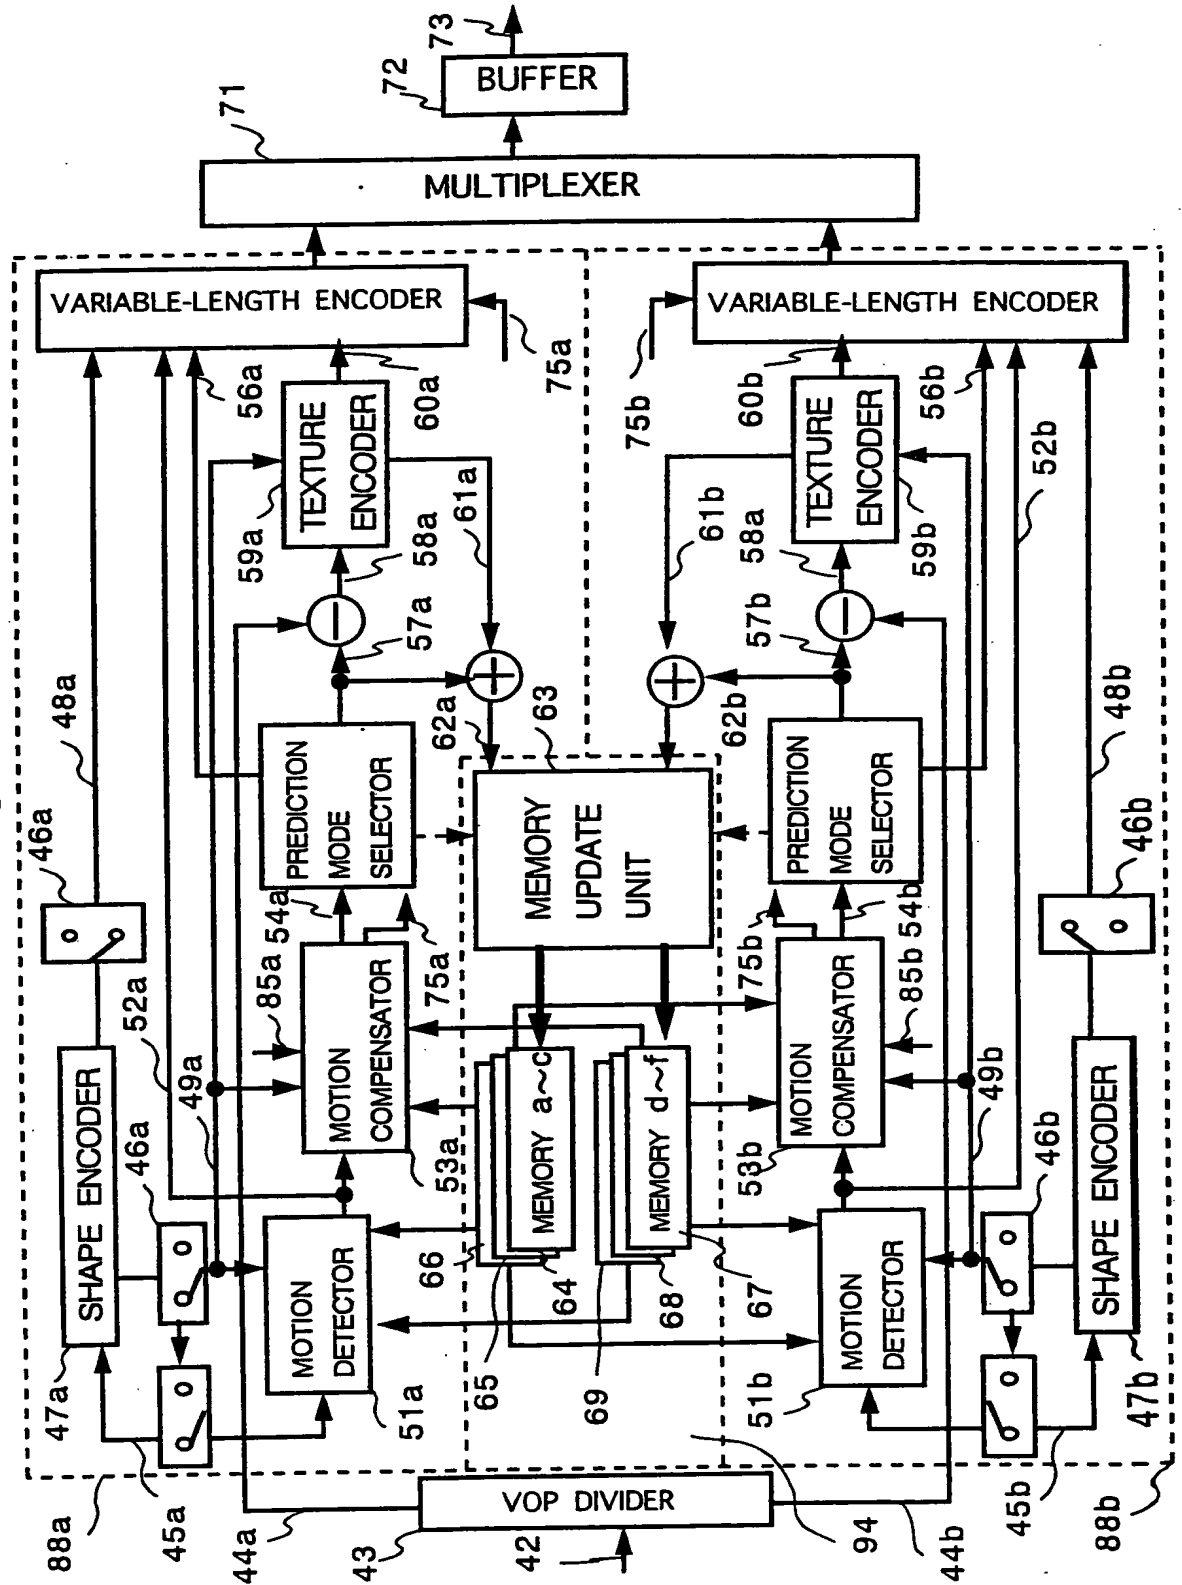 73
72
BUFFER
71
MULTIPLEXER
VARIABLE-LENGTH ENCODER
VARIABLE-LENGTH ENCODER
48a
56a
60a
75a
75b
60b
56b
52b
48b
59a
TEXTURE
ENCODER
61a
58a
57a
61b
58a
57b
TEXTURE
ENCODER
59b
46a
62a
63
62b
46b
PREDICTION
MODE
SELECTOR
MEMORY
UPDATE
UNIT
PREDICTION
MODE
SELECTOR
52a
85a
54a
75a
75b
54b
85b
49a
MOTION
COMPENSATOR
53a
MEMORY a~c
MEMORY d~f
MOTION
COMPENSATOR
53b
49b
SHAPE ENCODER
46a
46b
SHAPE ENCODER
66
65
64
69
68
67
47a
MOTION
DETECTOR
51a
MOTION
DETECTOR
51b
47b
88a
45a
44a
43
VOP DIVIDER
42
94
44b
45b
88b